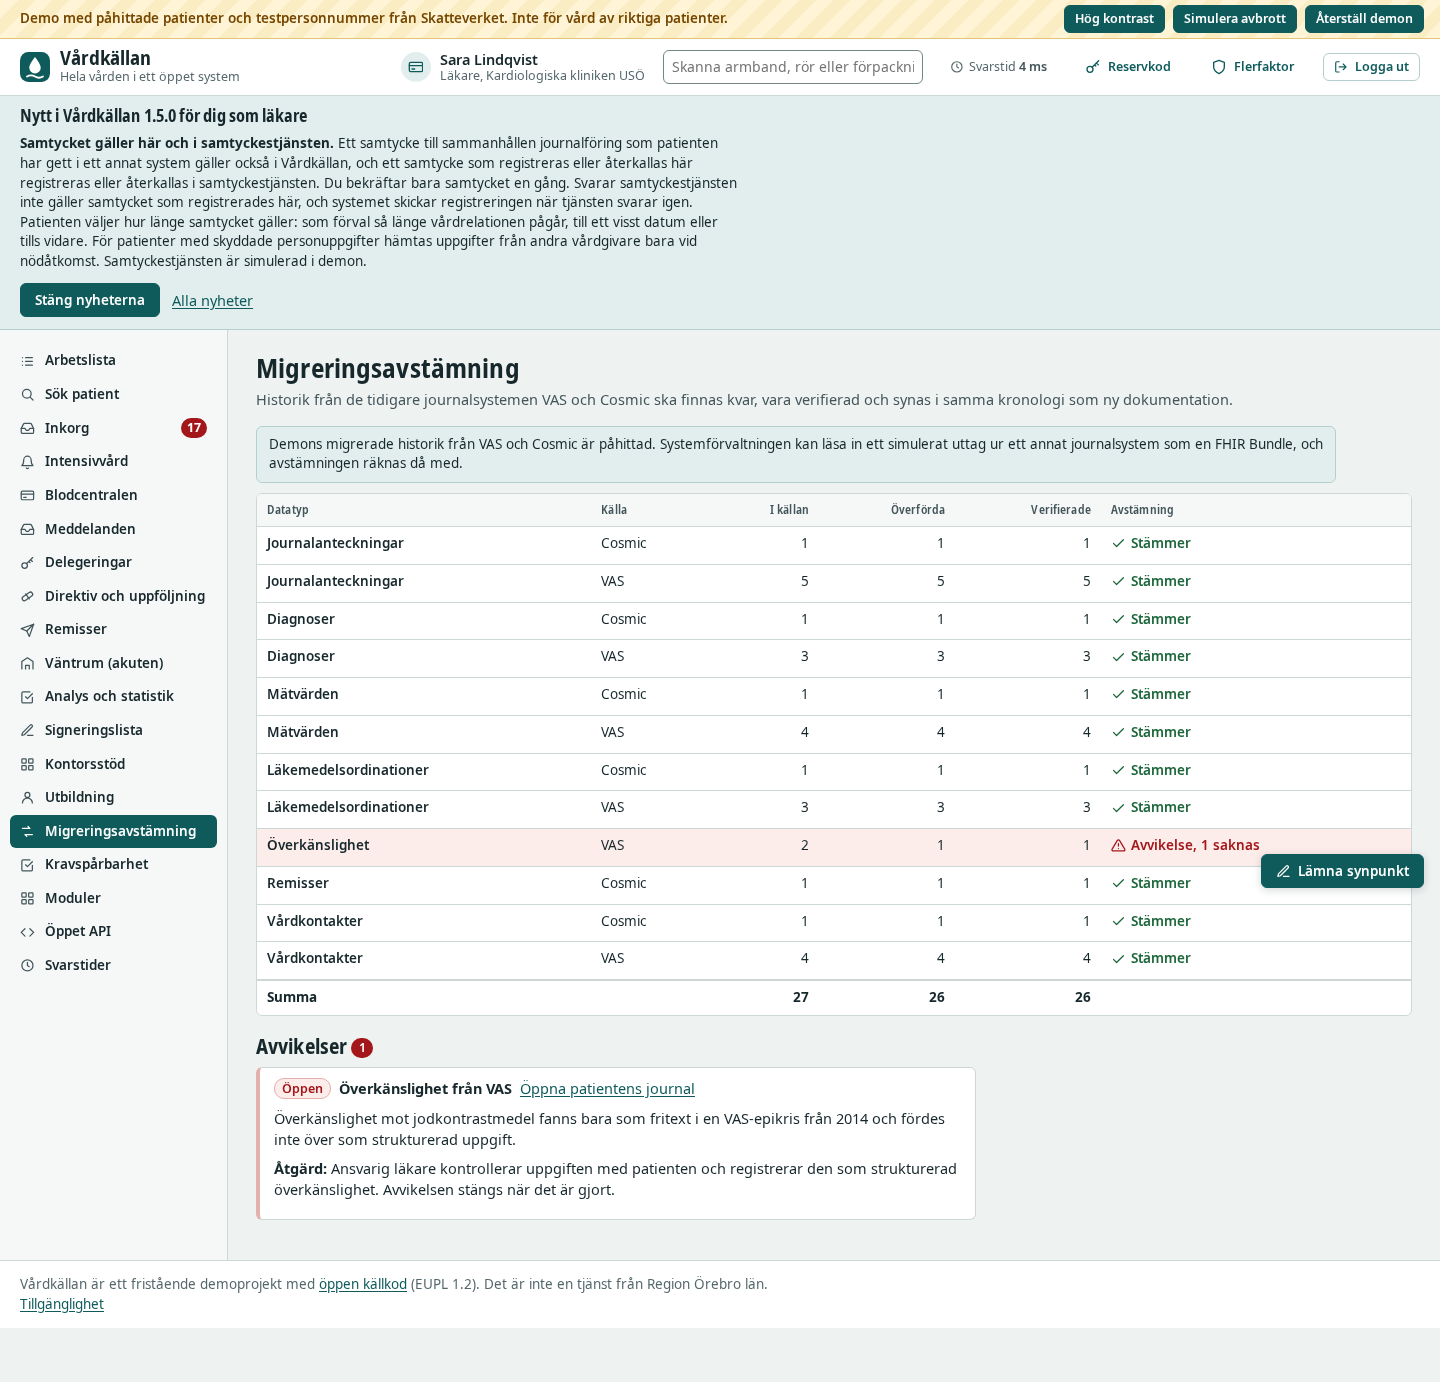 Demo med påhittade patienter och testpersonnummer från Skatteverket. Inte för vård av riktiga patienter.
Hög kontrast
Simulera avbrott
Återställ demon
Vårdkällan
Hela vården i ett öppet system
Sara Lindqvist
Läkare, Kardiologiska kliniken USÖ
Skanna armband, rör eller förpackni
Svarstid 4 ms
Reservkod
Flerfaktor
Logga ut
Nytt i Vårdkällan 1.5.0 för dig som läkare
Samtycket gäller här och i samtyckestjänsten. Ett samtycke till sammanhållen journalföring som patienten
har gett i ett annat system gäller också i Vårdkällan, och ett samtycke som registreras eller återkallas här
registreras eller återkallas i samtyckestjänsten. Du bekräftar bara samtycket en gång. Svarar samtyckestjänsten
inte gäller samtycket som registrerades här, och systemet skickar registreringen när tjänsten svarar igen.
Patienten väljer hur länge samtycket gäller: som förval så länge vårdrelationen pågår, till ett visst datum eller
tills vidare. För patienter med skyddade personuppgifter hämtas uppgifter från andra vårdgivare bara vid
nödåtkomst. Samtyckestjänsten är simulerad i demon.
Stäng nyheterna
Alla nyheter
Arbetslista
Sök patient
Inkorg 17
Intensivvård
Blodcentralen
Meddelanden
Delegeringar
Direktiv och uppföljning
Remisser
Väntrum (akuten)
Analys och statistik
Signeringslista
Kontorsstöd
Utbildning
Migreringsavstämning
Kravspårbarhet
Moduler
Öppet API
Svarstider
Migreringsavstämning
Historik från de tidigare journalsystemen VAS och Cosmic ska finnas kvar, vara verifierad och synas i samma kronologi som ny dokumentation.
Demons migrerade historik från VAS och Cosmic är påhittad. Systemförvaltningen kan läsa in ett simulerat uttag ur ett annat journalsystem som en FHIR Bundle, och
avstämningen räknas då med.
Datatyp Källa I källan Överförda Verifierade Avstämning
Journalanteckningar Cosmic 1 1 1 Stämmer
Journalanteckningar VAS 5 5 5 Stämmer
Diagnoser Cosmic 1 1 1 Stämmer
Diagnoser VAS 3 3 3 Stämmer
Mätvärden Cosmic 1 1 1 Stämmer
Mätvärden VAS 4 4 4 Stämmer
Läkemedelsordinationer Cosmic 1 1 1 Stämmer
Läkemedelsordinationer VAS 3 3 3 Stämmer
Överkänslighet VAS 2 1 1 Avvikelse, 1 saknas
Remisser Cosmic 1 1 1 Stämmer
Vårdkontakter Cosmic 1 1 1 Stämmer
Vårdkontakter VAS 4 4 4 Stämmer
Summa 27 26 26
Lämna synpunkt
Avvikelser 1
Öppen Överkänslighet från VAS Öppna patientens journal
Överkänslighet mot jodkontrastmedel fanns bara som fritext i en VAS-epikris från 2014 och fördes
inte över som strukturerad uppgift.
Åtgärd: Ansvarig läkare kontrollerar uppgiften med patienten och registrerar den som strukturerad
överkänslighet. Avvikelsen stängs när det är gjort.
Vårdkällan är ett fristående demoprojekt med öppen källkod (EUPL 1.2). Det är inte en tjänst från Region Örebro län.
Tillgänglighet